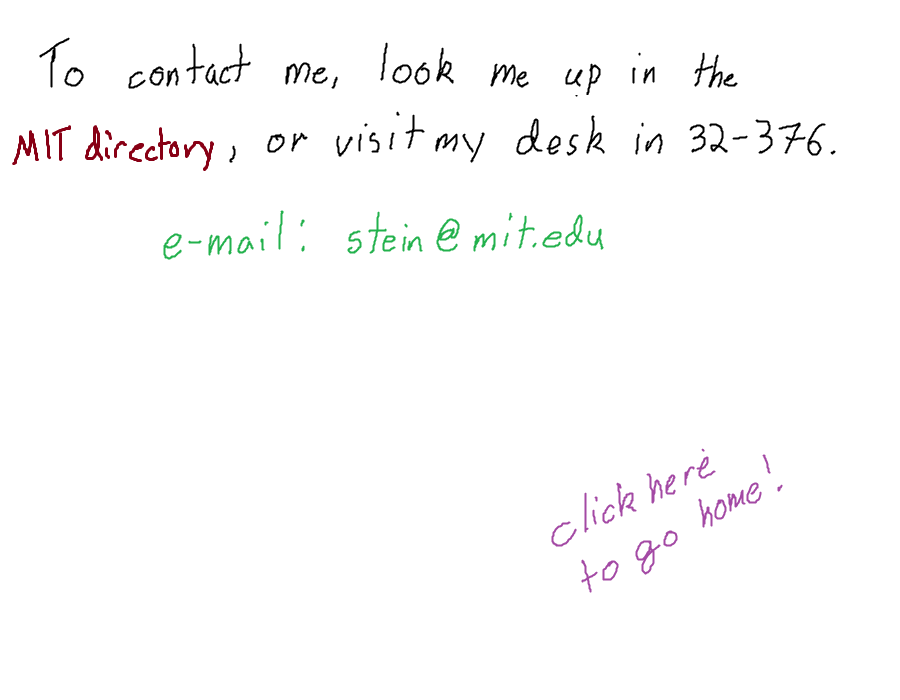 To contact me, look me up in the
MIT directory, or visit my desk in 32-376.
e-mail: stein@mit.edu
click here
to go home!